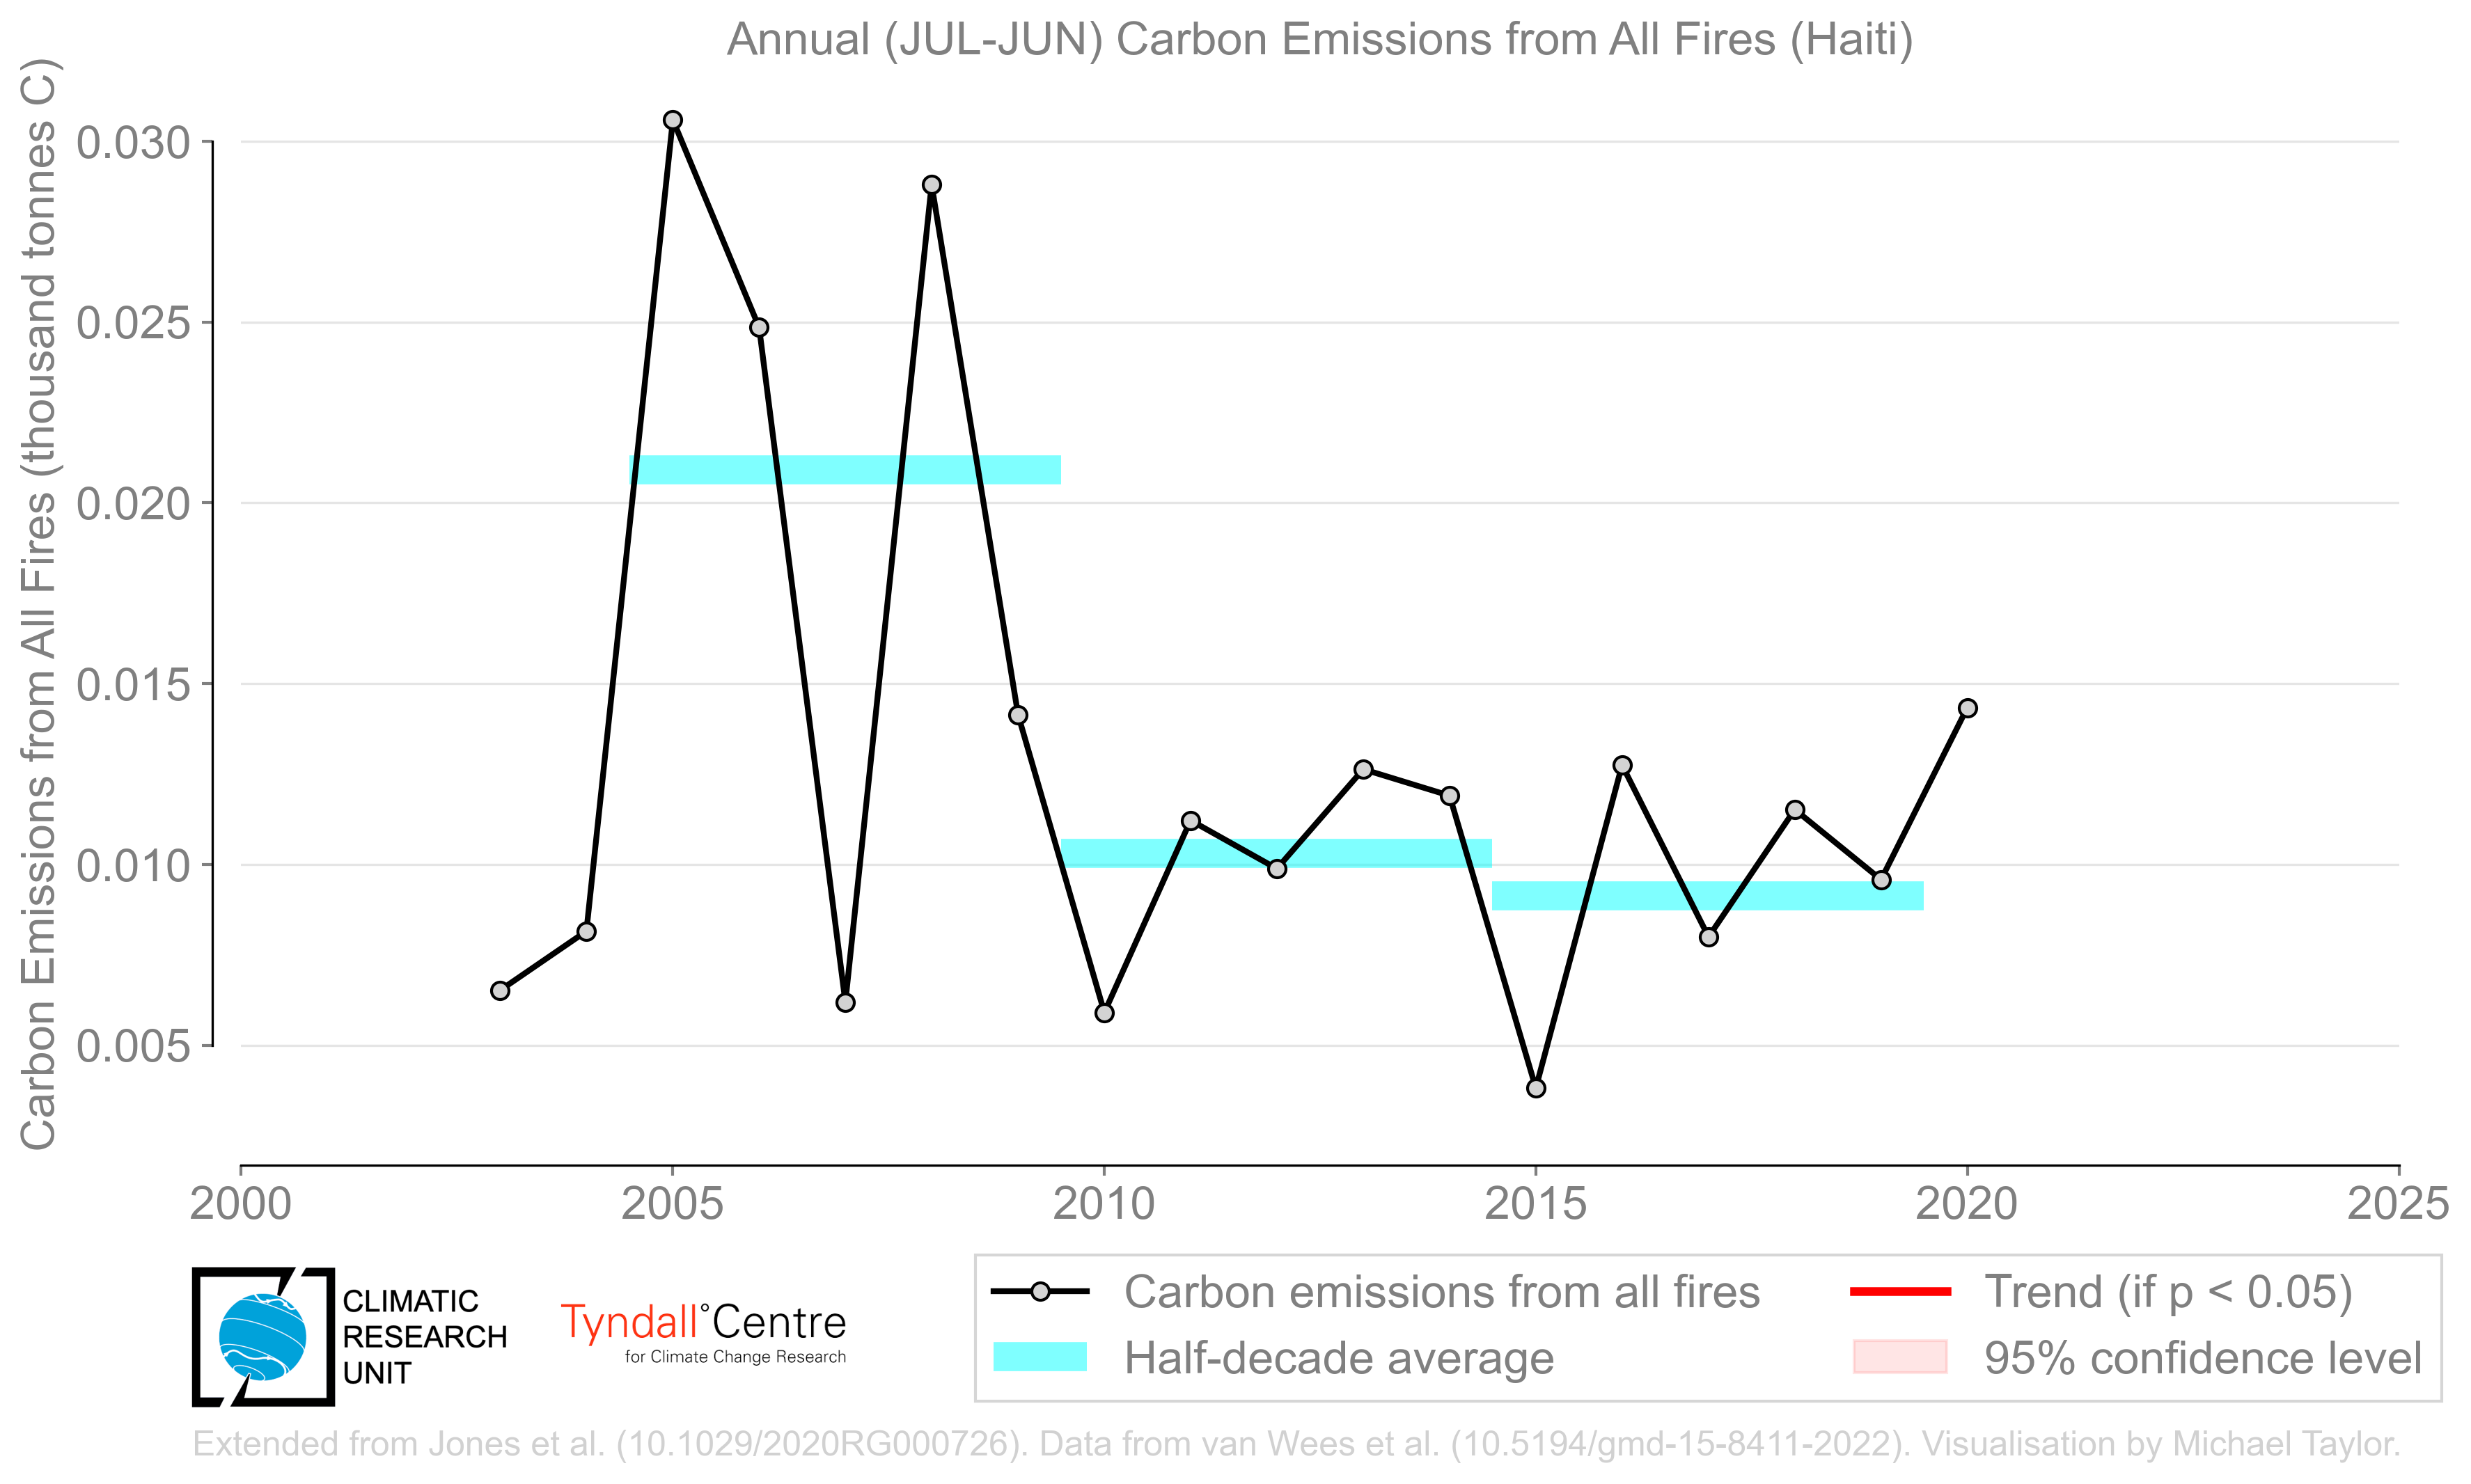 Annual (JUL-JUN) Carbon Emissions from All Fires (Haiti)
Carbon Emissions from All Fires (thousand tonnes C)
0.030
0.025
0.020
0.015
0.010
0.005
2000 2005 2010 2015 2020 2025
CLIMATIC
RESEARCH
UNIT
Tyndall°Centre
for Climate Change Research
Carbon emissions from all fires
Half-decade average
Trend (if p < 0.05)
95% confidence level
Extended from Jones et al. (10.1029/2020RG000726). Data from van Wees et al. (10.5194/gmd-15-8411-2022). Visualisation by Michael Taylor.